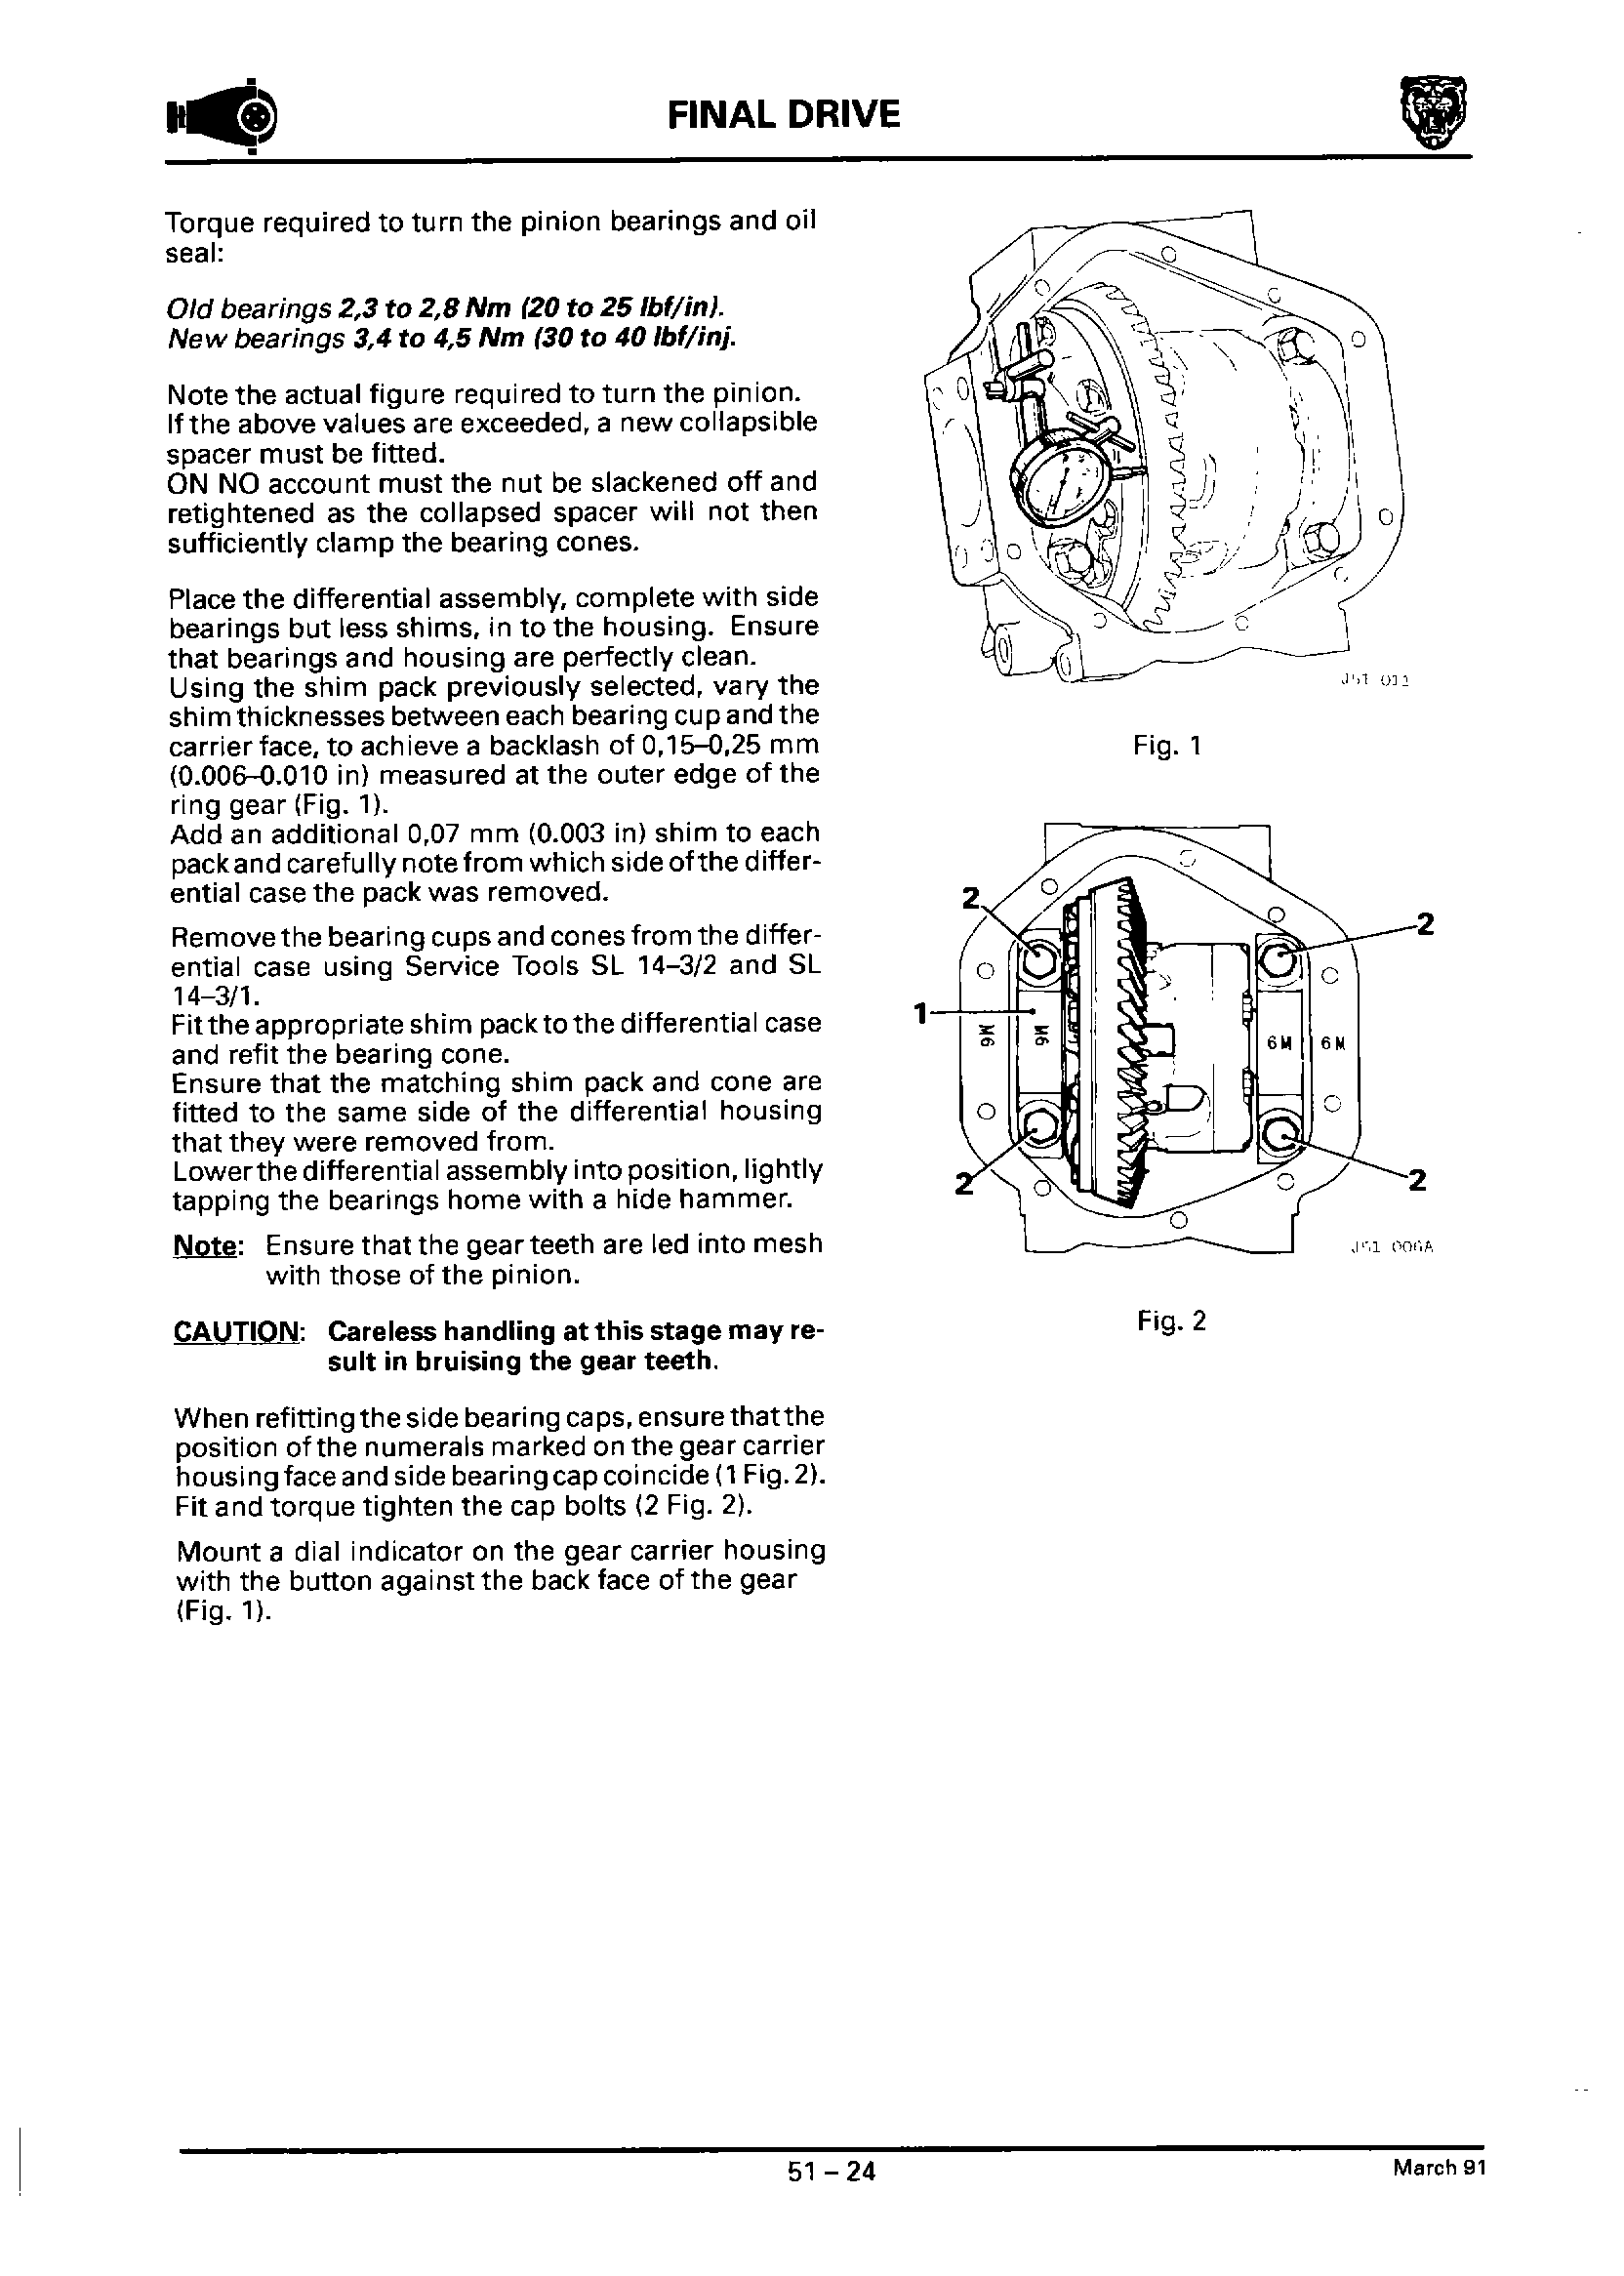 FINAL DRIVE
Torque required to turn the pinion bearings and oil
seal:
Old bearings 2,3 to 2,8 Nm (20 to 25 lbf/in).
New bearings 3,4 to 4,5 Nm (30 to 40 lbf/in).
Note the actual figure required to turn the pinion.
If the above values are exceeded, a new collapsible
spacer must be fitted.
ON NO account must the nut be slackened off and
retightened as the collapsed spacer will not then
sufficiently clamp the bearing cones.
Place the differential assembly, complete with side
bearings but less shims, in to the housing. Ensure
that bearings and housing are perfectly clean.
Using the shim pack previously selected, vary the
shim thicknesses between each bearing cup and the
carrier face, to achieve a backlash of 0,15–0,25 mm
(0.006–0.010 in) measured at the outer edge of the
ring gear (Fig. 1).
Add an additional 0,07 mm (0.003 in) shim to each
pack and carefully note from which side of the differ-
ential case the pack was removed.
Remove the bearing cups and cones from the differ-
ential case using Service Tools SL 14–3/2 and SL
14–3/1.
Fit the appropriate shim pack to the differential case
and refit the bearing cone.
Ensure that the matching shim pack and cone are
fitted to the same side of the differential housing
that they were removed from.
Lower the differential assembly into position, lightly
tapping the bearings home with a hide hammer.
Note: Ensure that the gear teeth are led into mesh
with those of the pinion.
CAUTION: Careless handling at this stage may re-
sult in bruising the gear teeth.
When refitting the side bearing caps, ensure that the
position of the numerals marked on the gear carrier
housing face and side bearing cap coincide (1 Fig. 2).
Fit and torque tighten the cap bolts (2 Fig. 2).
Mount a dial indicator on the gear carrier housing
with the button against the back face of the gear
(Fig. 1).
J51 011
Fig. 1
2
2
1
M6 M6
6M 6M
2
2
J51 006A
Fig. 2
51 – 24
March 91